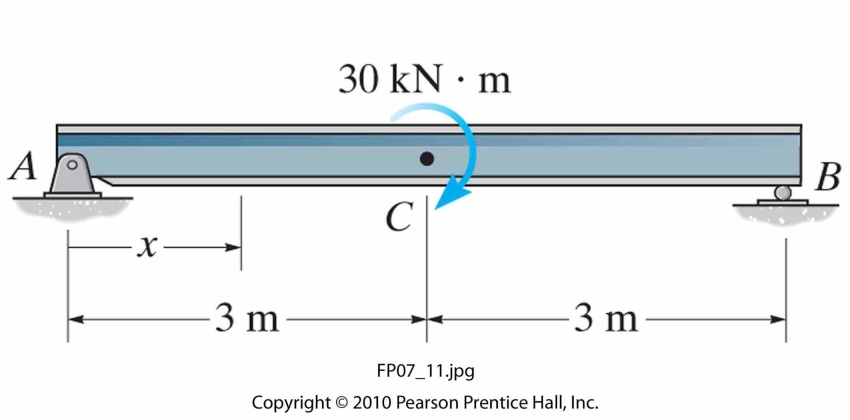 30 kN · m
A
B
C
x
3 m
3 m
FP07_11.jpg
Copyright © 2010 Pearson Prentice Hall, Inc.